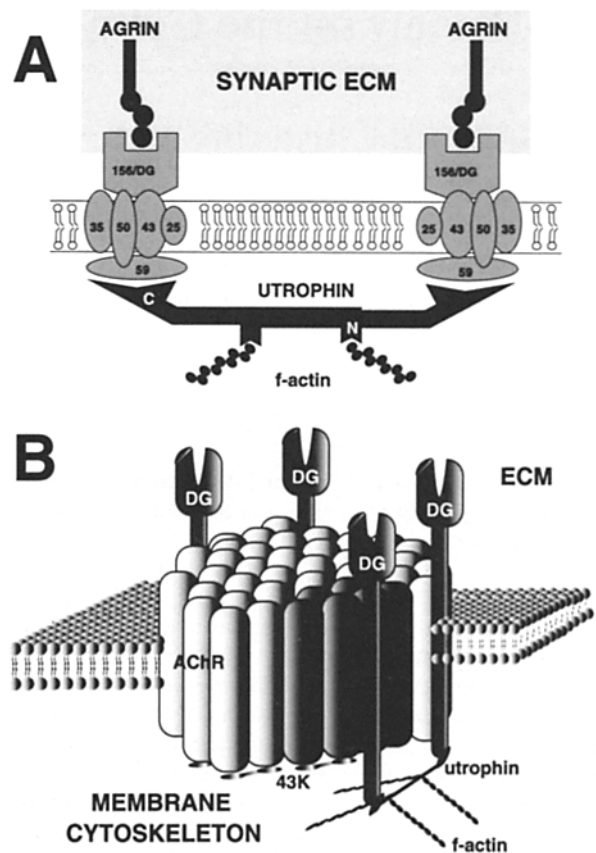 A
AGRIN
AGRIN
SYNAPTIC ECM
156/DG
156/DG
35 50 43 25
25 43 50 35
59
59
C
UTROPHIN
N
f-actin
B
DG
DG
DG
DG
ECM
AChR
43K
utrophin
MEMBRANE
CYTOSKELETON
f-actin